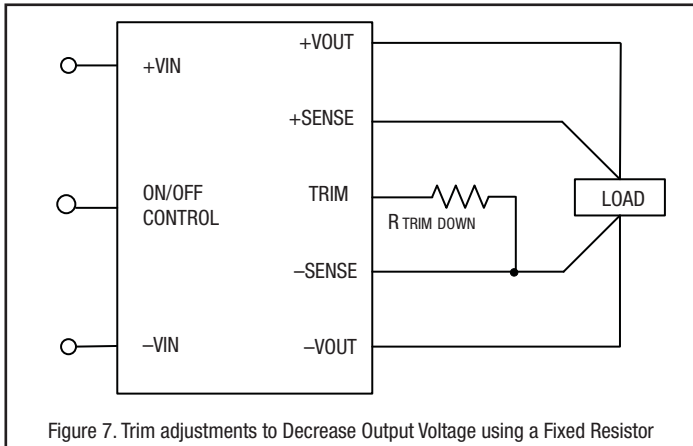 +VOUT
+VIN
+SENSE
ON/OFF
CONTROL
TRIM
LOAD
R TRIM DOWN
–SENSE
–VIN
–VOUT
Figure 7. Trim adjustments to Decrease Output Voltage using a Fixed Resistor